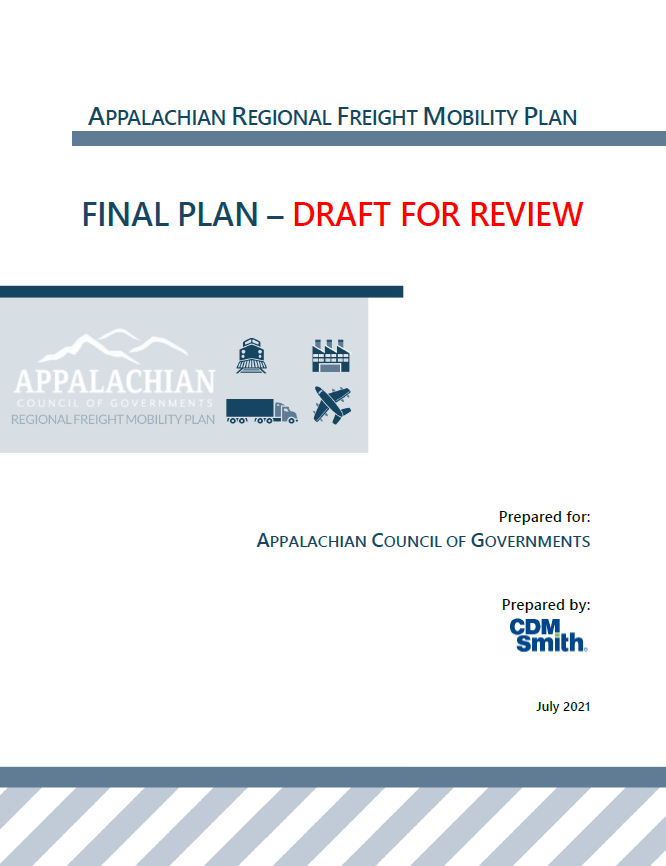 APPALACHIAN REGIONAL FREIGHT MOBILITY PLAN
FINAL PLAN – DRAFT FOR REVIEW
APPALACHIAN
COUNCIL OF GOVERNMENTS
REGIONAL FREIGHT MOBILITY PLAN
Prepared for:
APPALACHIAN COUNCIL OF GOVERNMENTS
Prepared by:
CDM
Smith®
July 2021